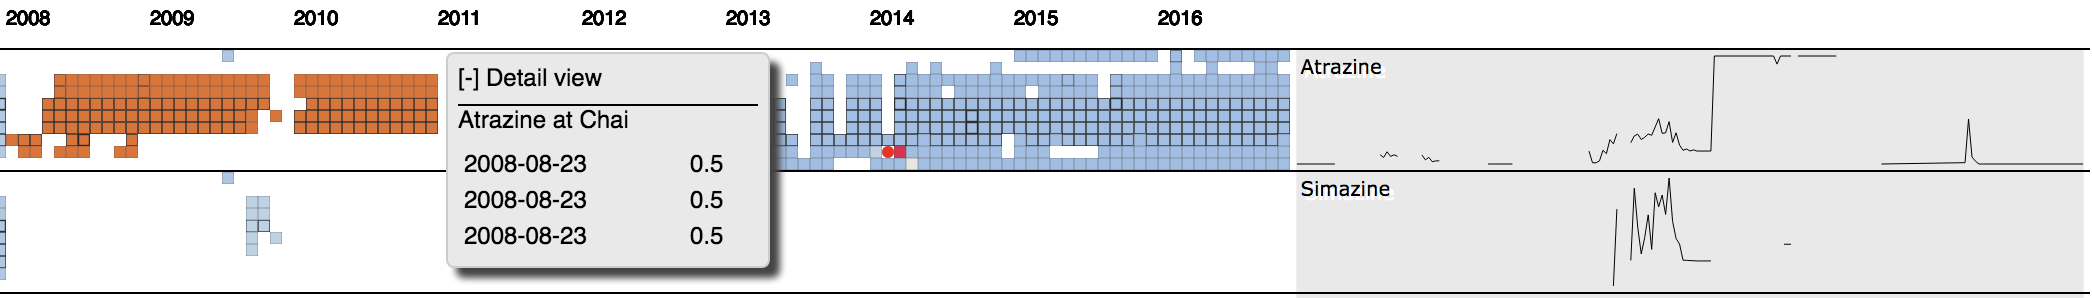 2008 2009 2010 2011 2012 2013 2014 2015 2016
[-] Detail view
Atrazine at Chai
2008-08-23 0.5
2008-08-23 0.5
2008-08-23 0.5
Atrazine
Simazine